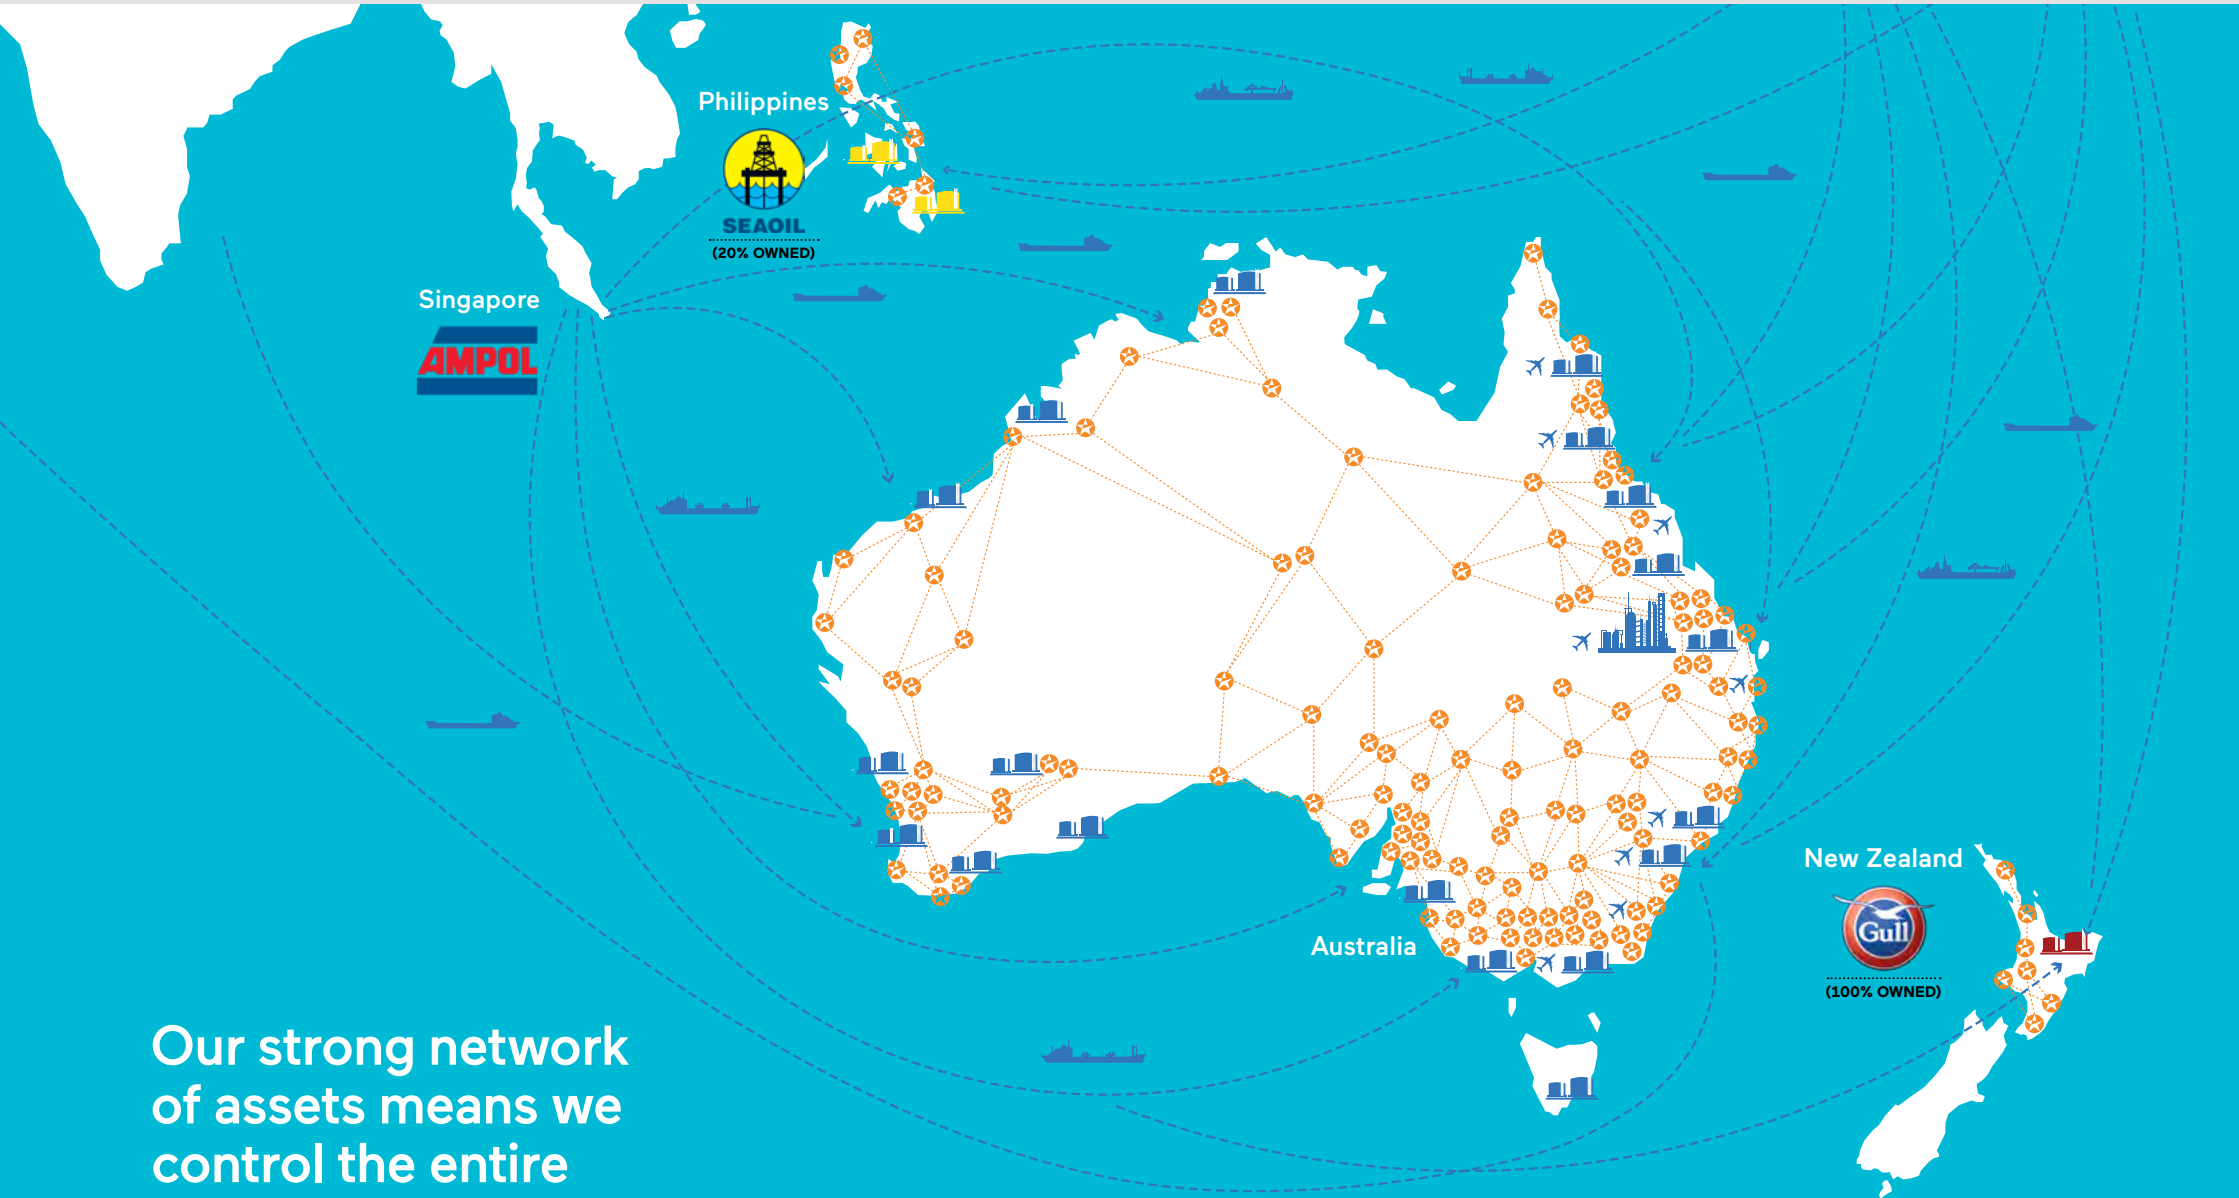 Philippines
SEAOIL
(20% OWNED)
Singapore
AMPOL
New Zealand
Gull
(100% OWNED)
Australia
Our strong network
of assets means we
control the entire